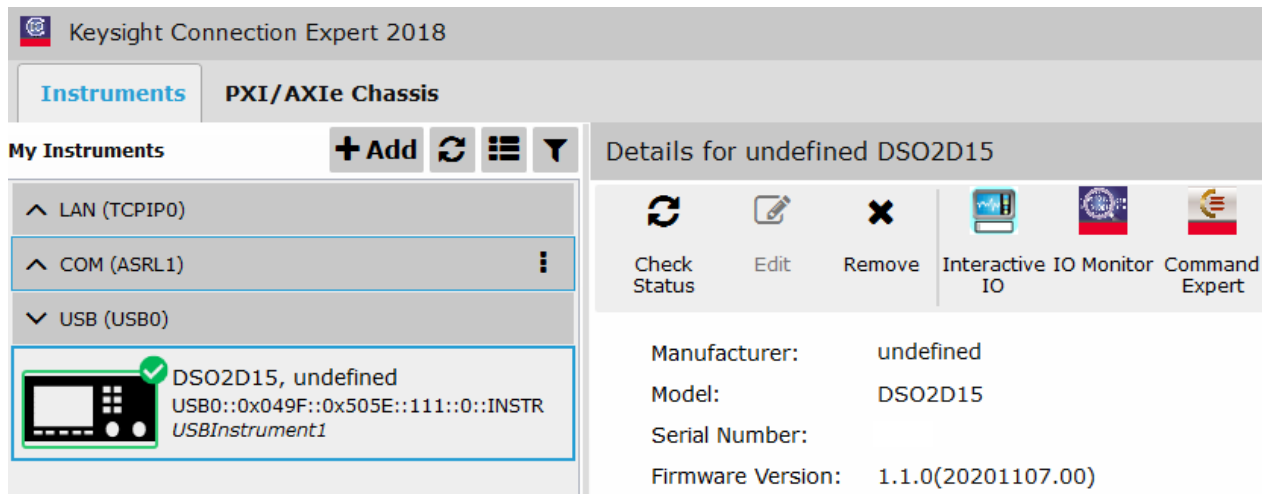 Keysight Connection Expert 2018
Instruments PXI/AXIe Chassis
My Instruments
Add
LAN (TCPIP0)
COM (ASRL1)
USB (USB0)
DSO2D15, undefined
USB0::0x049F::0x505E::111::0::INSTR
USBInstrument1
Details for undefined DSO2D15
Check Status
Edit
Remove
Interactive IO
IO Monitor
Command Expert
Manufacturer: undefined
Model: DSO2D15
Serial Number:
Firmware Version: 1.1.0(20201107.00)